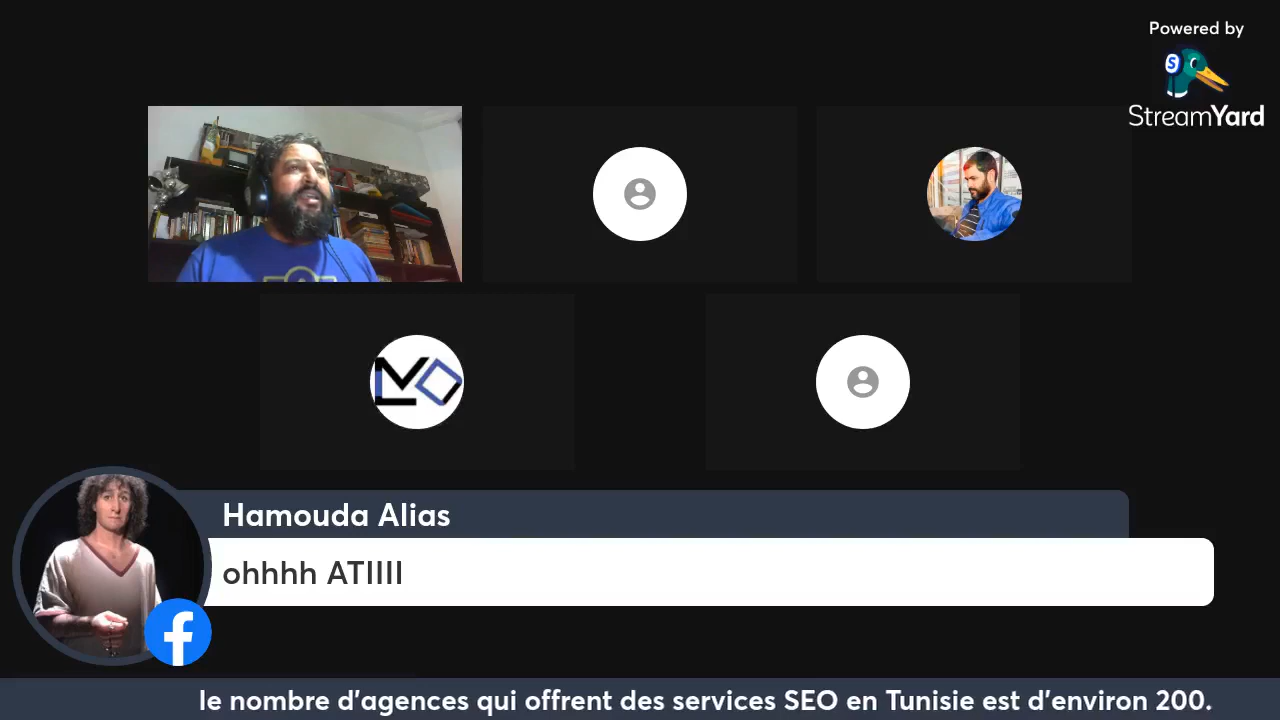 Powered by
S
StreamYard
Hamouda Alias
ohhhh ATIIII
le nombre d'agences qui offrent des services SEO en Tunisie est d'environ 200.